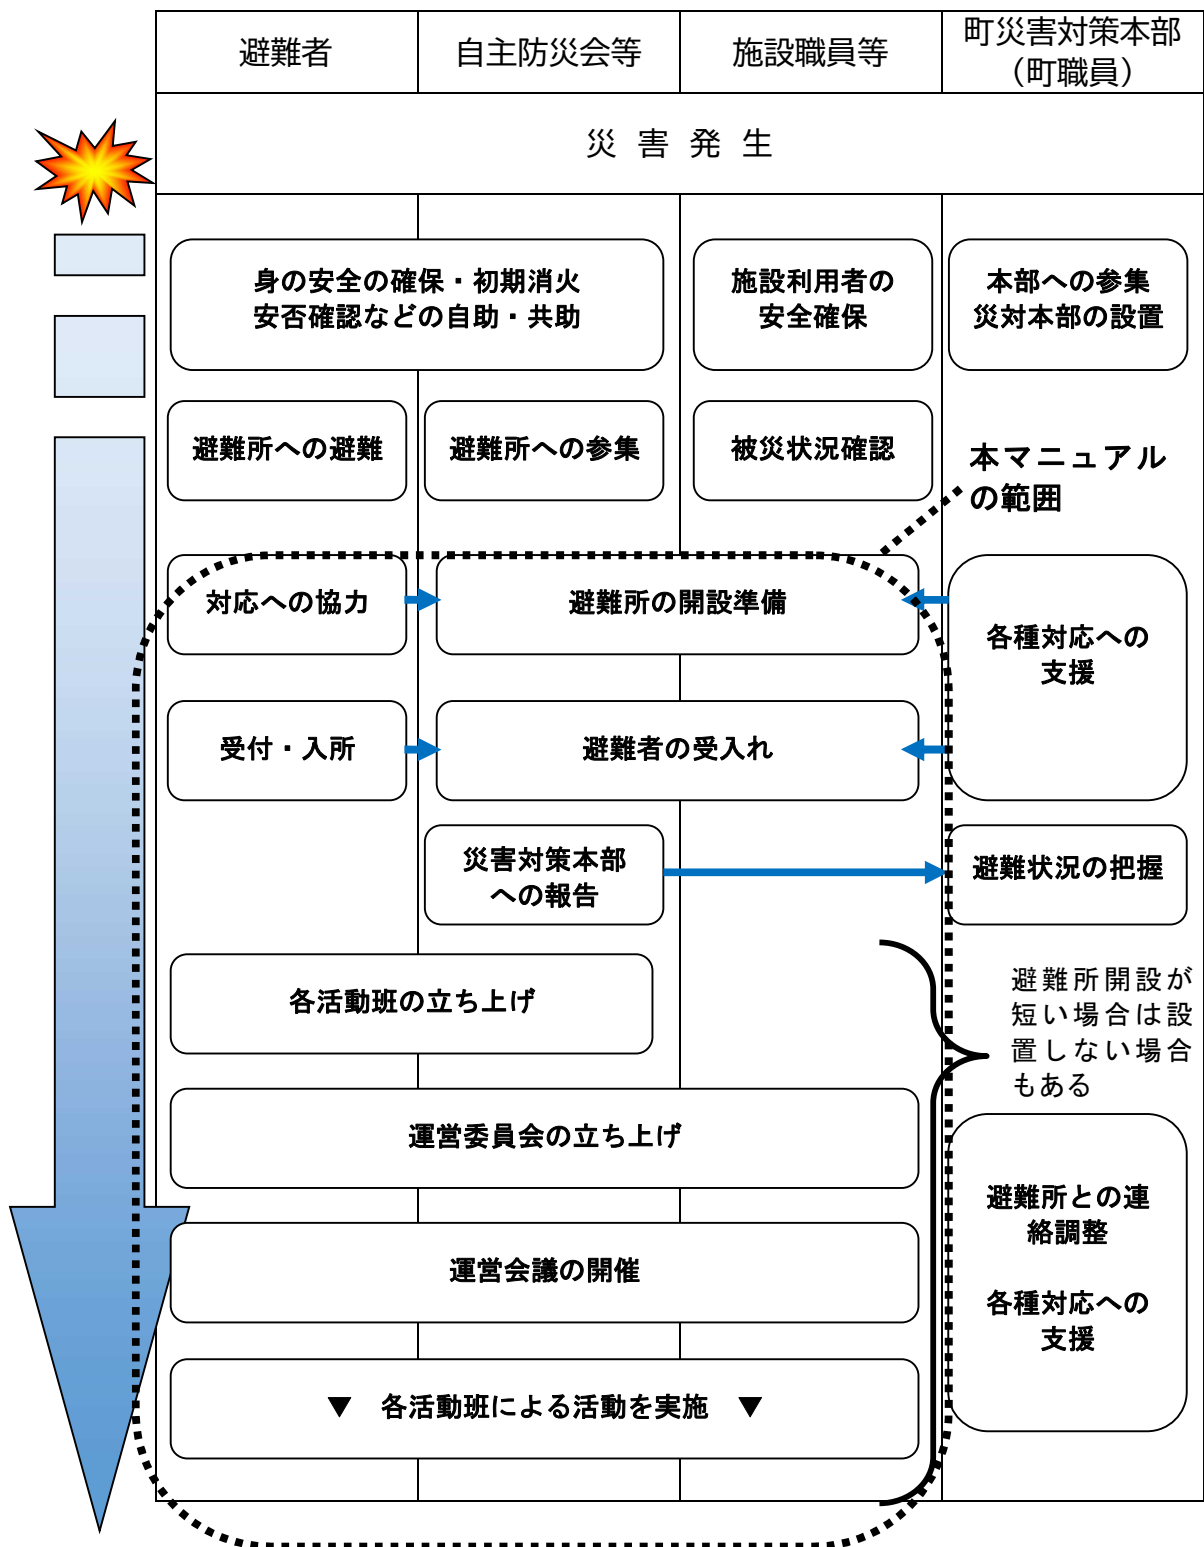 避難者
自主防災会等
施設職員等
町災害対策本部
（町職員）
災 害 発 生
身の安全の確保・初期消火
安否確認などの自助・共助
施設利用者の
安全確保
本部への参集
災対本部の設置
避難所への避難
避難所への参集
被災状況確認
本マニュアル
の範囲
対応への協力
避難所の開設準備
各種対応への
支援
受付・入所
避難者の受入れ
災害対策本部
への報告
避難状況の把握
各活動班の立ち上げ
避難所開設が
短い場合は設
置しない場合
もある
運営委員会の立ち上げ
避難所との連
絡調整
運営会議の開催
各種対応への
支援
▼ 各活動班による活動を実施 ▼